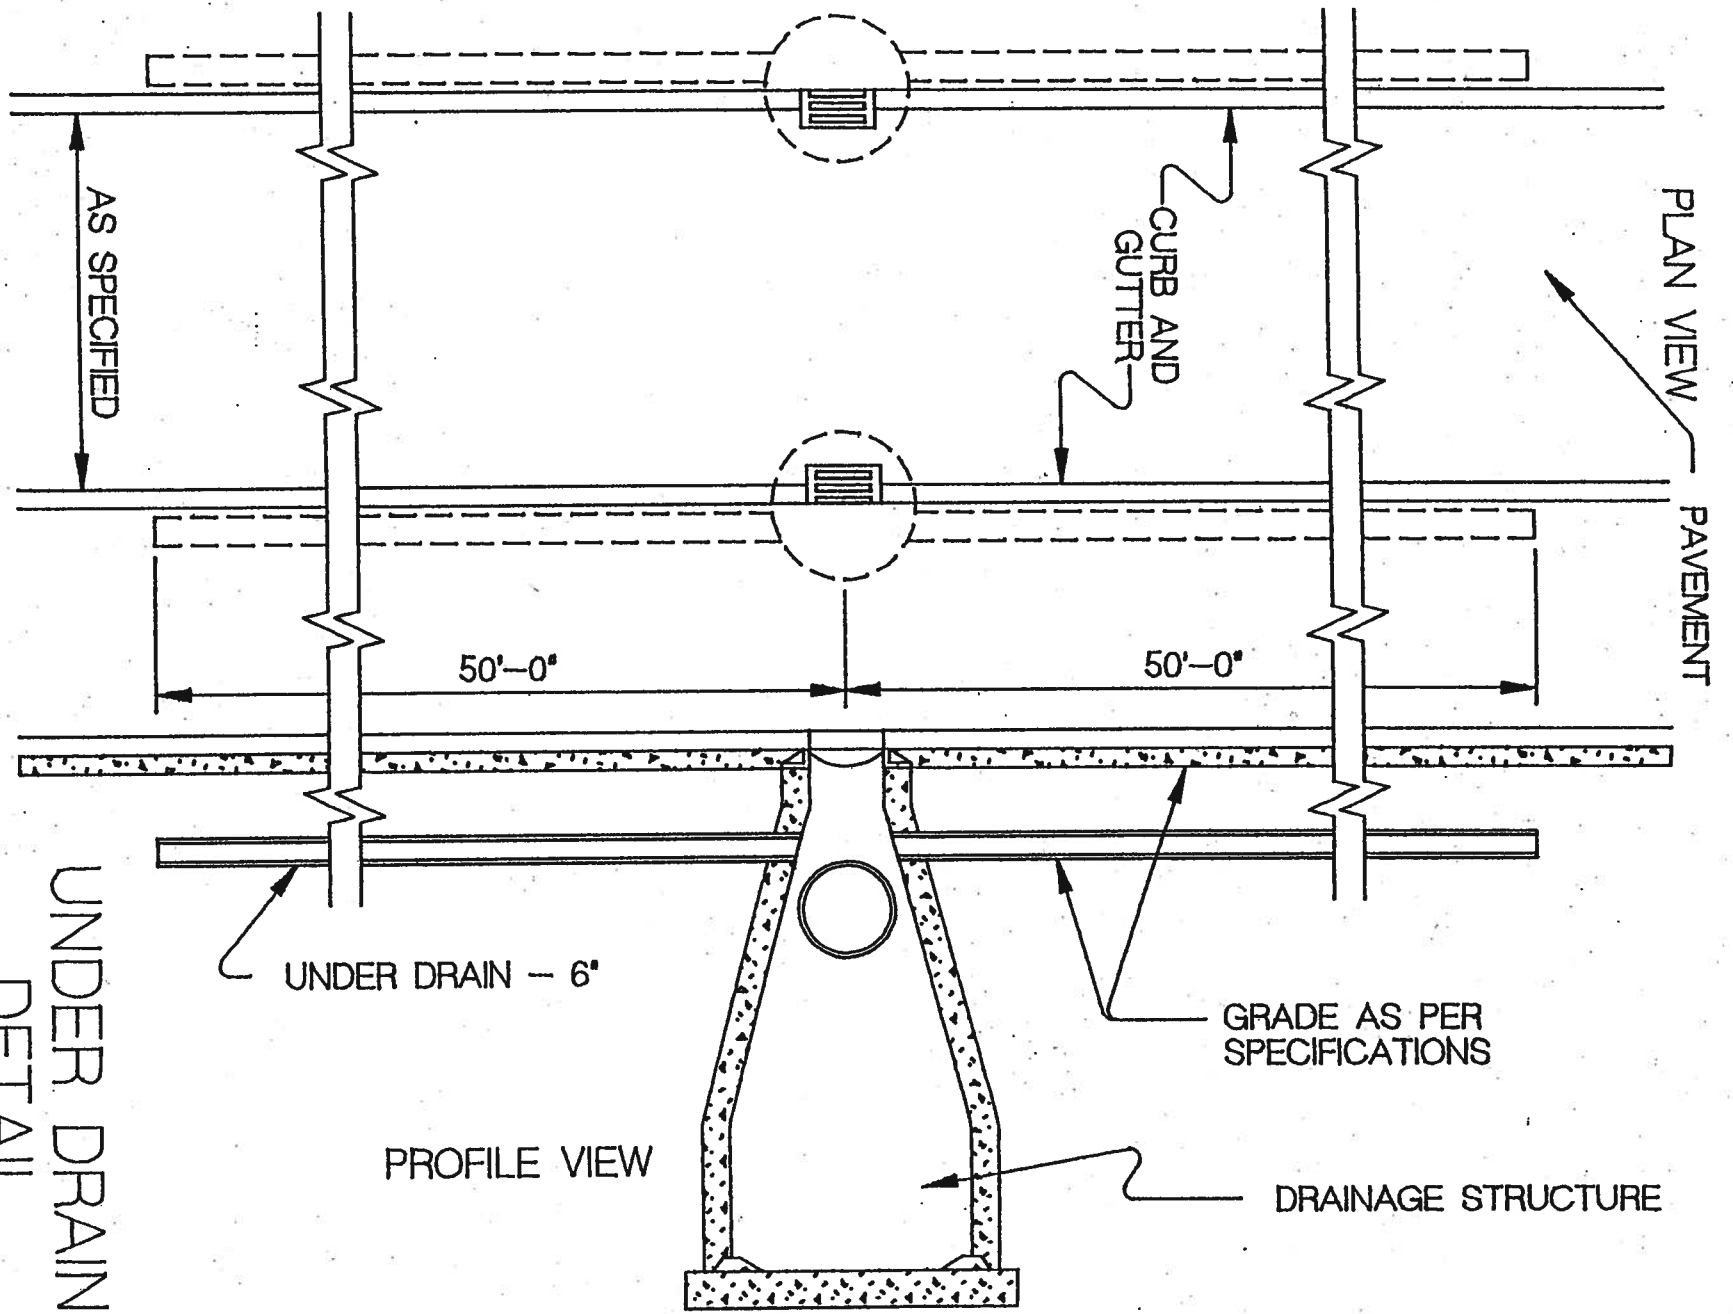 PLAN VIEW
PAVEMENT
CURB AND
GUTTER
AS SPECIFIED
50'-0"
50'-0"
UNDER DRAIN - 6"
GRADE AS PER
SPECIFICATIONS
PROFILE VIEW
DRAINAGE STRUCTURE
UNDER DRAIN
DETAIL